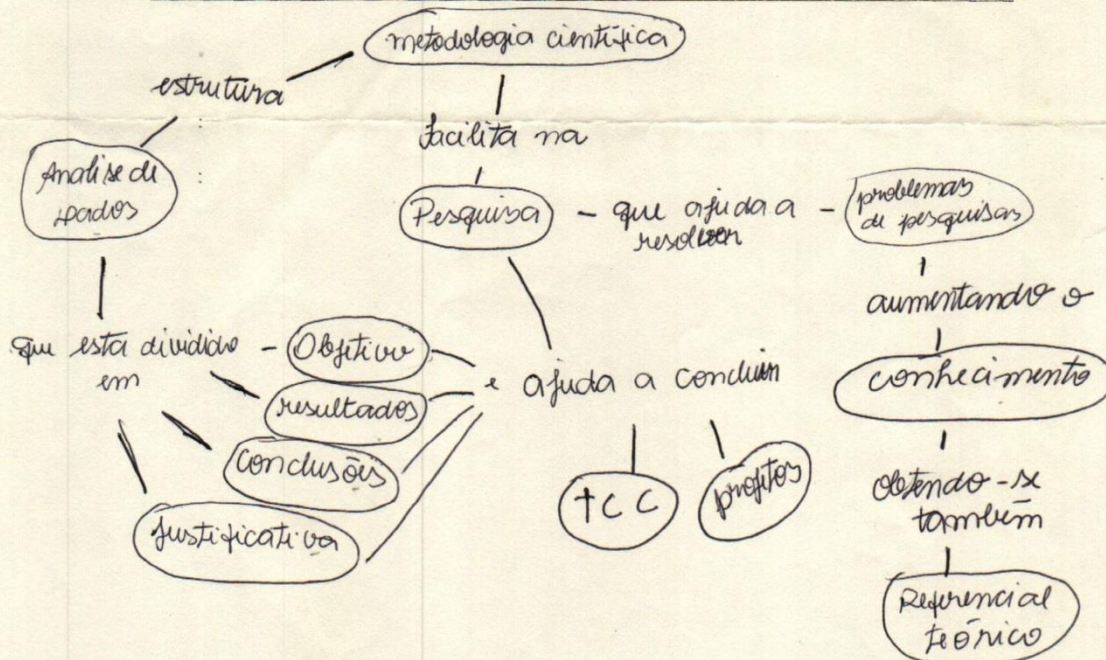 metodologia científica
estrutura
facilita na
Analise de
dados
Pesquisa - que ajuda a - problemas
resolver de pesquisas
aumentando o
que está dividido - Objetivo
em
resultados
e ajuda a concluir
conhecimento
conclusões
justificativa
TCC
projetos
obtendo-se
também
Referencial
teórico